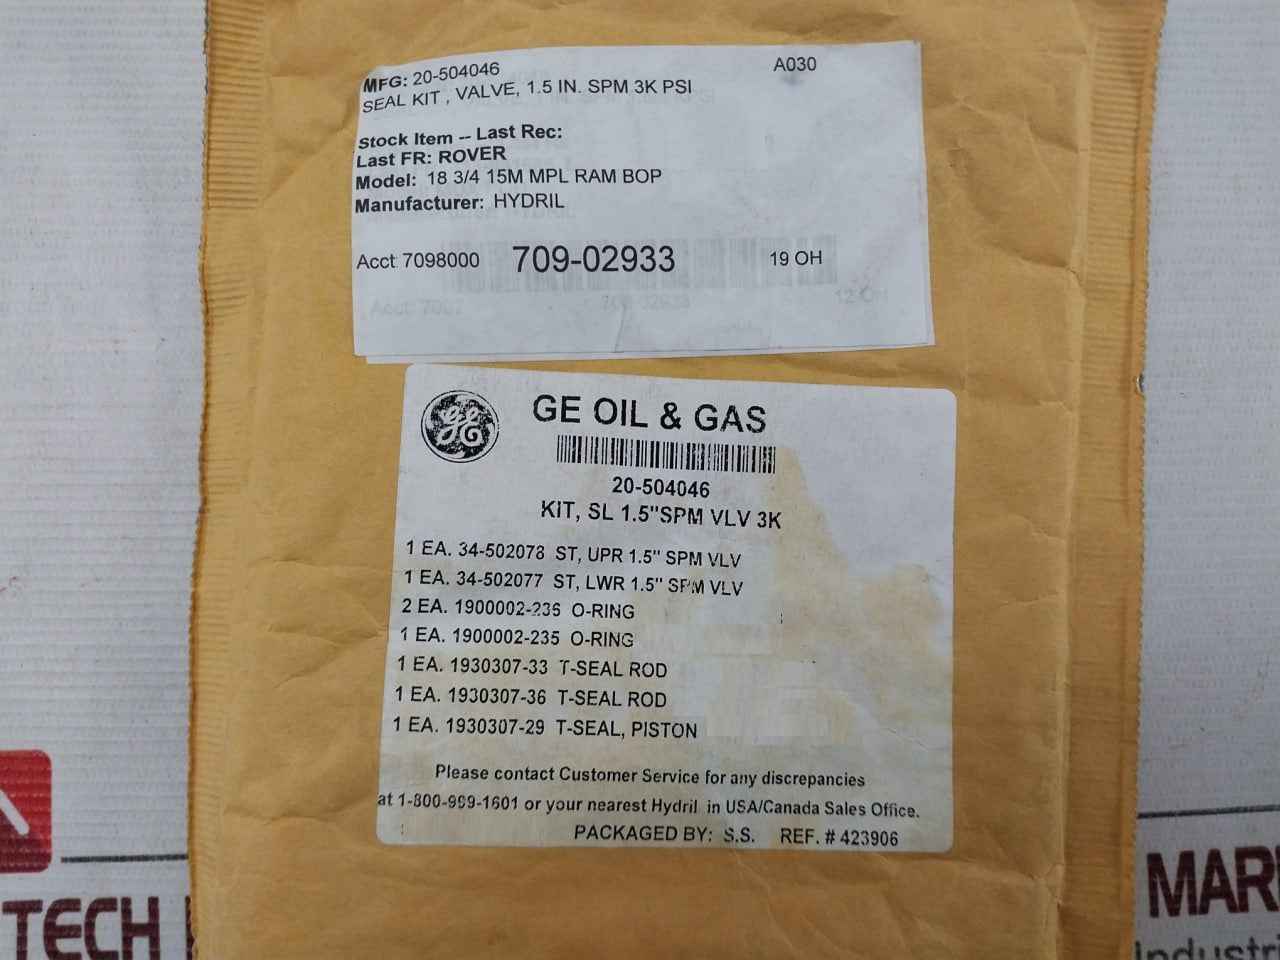 MFG: 20-504046 A030
SEAL KIT , VALVE, 1.5 IN. SPM 3K PSI
Stock Item -- Last Rec:
Last FR: ROVER
Model: 18 3/4 15M MPL RAM BOP
Manufacturer: HYDRIL
Acct 7098000 709-02933 19 OH
GE
GE OIL & GAS
20-504046
KIT, SL 1.5"SPM VLV 3K
1 EA. 34-502078 ST, UPR 1.5" SPM VLV
1 EA. 34-502077 ST, LWR 1.5" SPM VLV
2 EA. 1900002-236 O-RING
1 EA. 1900002-235 O-RING
1 EA. 1930307-33 T-SEAL ROD
1 EA. 1930307-36 T-SEAL ROD
1 EA. 1930307-29 T-SEAL, PISTON
Please contact Customer Service for any discrepancies
at 1-800-999-1601 or your nearest Hydril in USA/Canada Sales Office.
PACKAGED BY: S.S. REF. # 423906
TECH
MAR
Industri